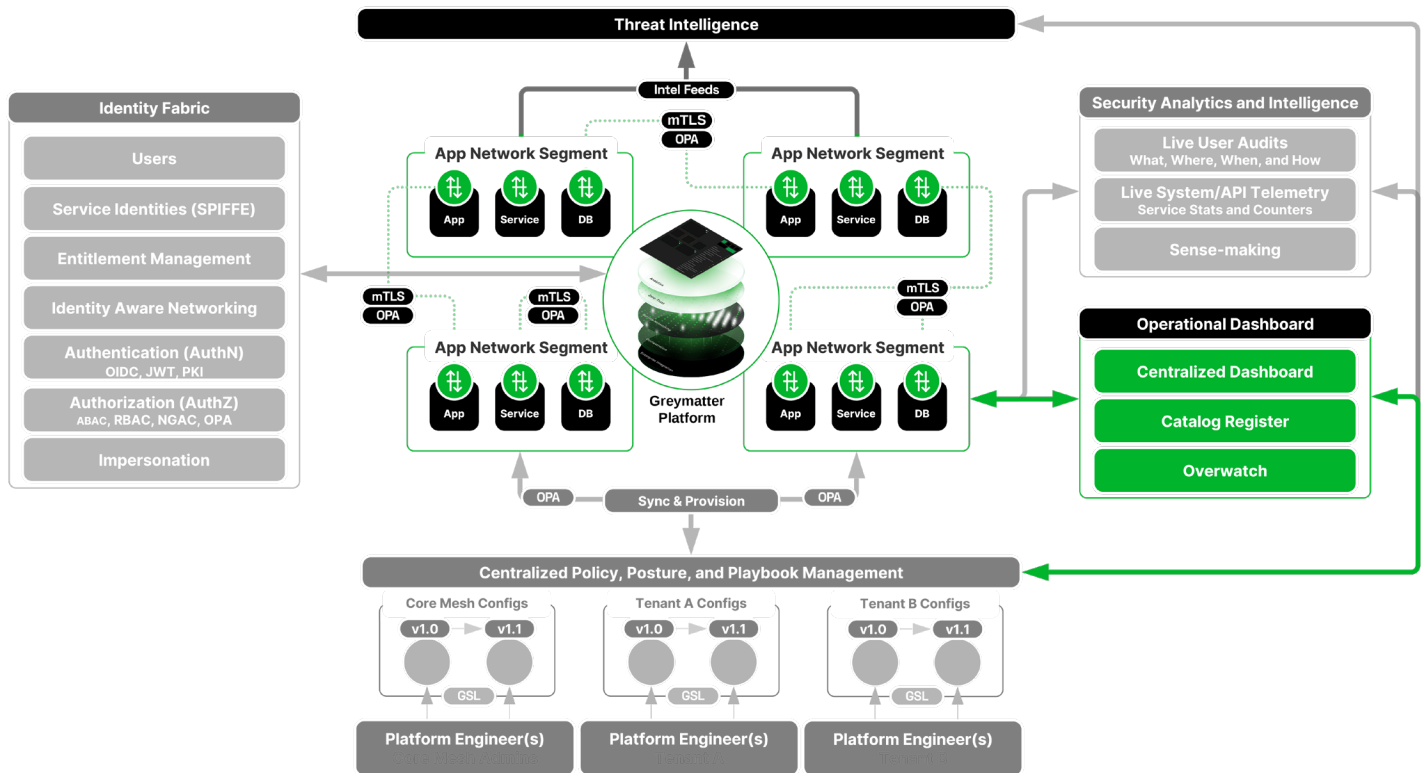 Threat Intelligence
Intel Feeds
Identity Fabric
Users
Service Identities (SPIFFE)
Entitlement Management
Identity Aware Networking
Authentication (AuthN)
OIDC, JWT, PKI
Authorization (AuthZ)
ABAC, RBAC, NGAC, OPA
Impersonation
mTLS
OPA
App Network Segment
App
Service
DB
App Network Segment
App
Service
DB
mTLS
OPA
mTLS
OPA
mTLS
OPA
App Network Segment
App
Service
DB
App Network Segment
App
Service
DB
Greymatter
Platform
Security Analytics and Intelligence
Live User Audits
What, Where, When, and How
Live System/API Telemetry
Service Stats and Counters
Sense-making
Operational Dashboard
Centralized Dashboard
Catalog Register
Overwatch
OPA
Sync & Provision
OPA
Centralized Policy, Posture, and Playbook Management
Core Mesh Configs
v1.0
v1.1
GSL
Platform Engineer(s)
Tenant A Configs
v1.0
v1.1
GSL
Platform Engineer(s)
Tenant B Configs
v1.0
v1.1
GSL
Platform Engineer(s)